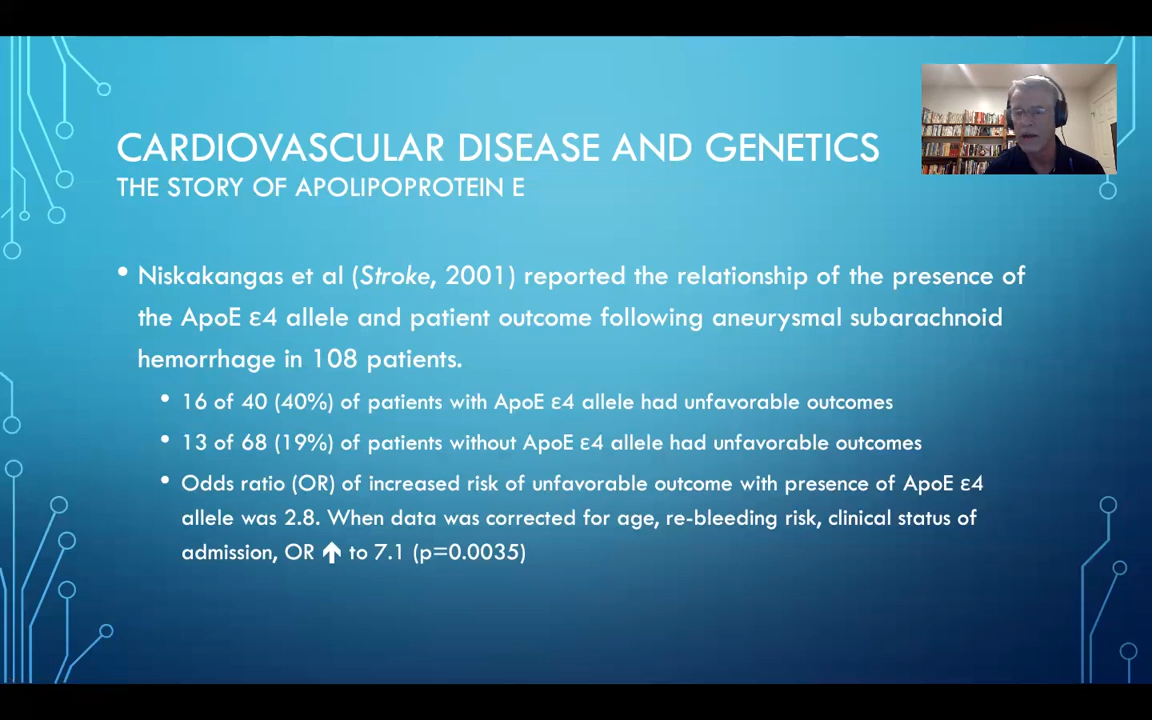 CARDIOVASCULAR DISEASE AND GENETICS
THE STORY OF APOLIPOPROTEIN E
• Niskakangas et al (Stroke, 2001) reported the relationship of the presence of
the ApoE ε4 allele and patient outcome following aneurysmal subarachnoid
hemorrhage in 108 patients.
• 16 of 40 (40%) of patients with ApoE ε4 allele had unfavorable outcomes
• 13 of 68 (19%) of patients without ApoE ε4 allele had unfavorable outcomes
• Odds ratio (OR) of increased risk of unfavorable outcome with presence of ApoE ε4
allele was 2.8. When data was corrected for age, re-bleeding risk, clinical status of
admission, OR ↑ to 7.1 (p=0.0035)